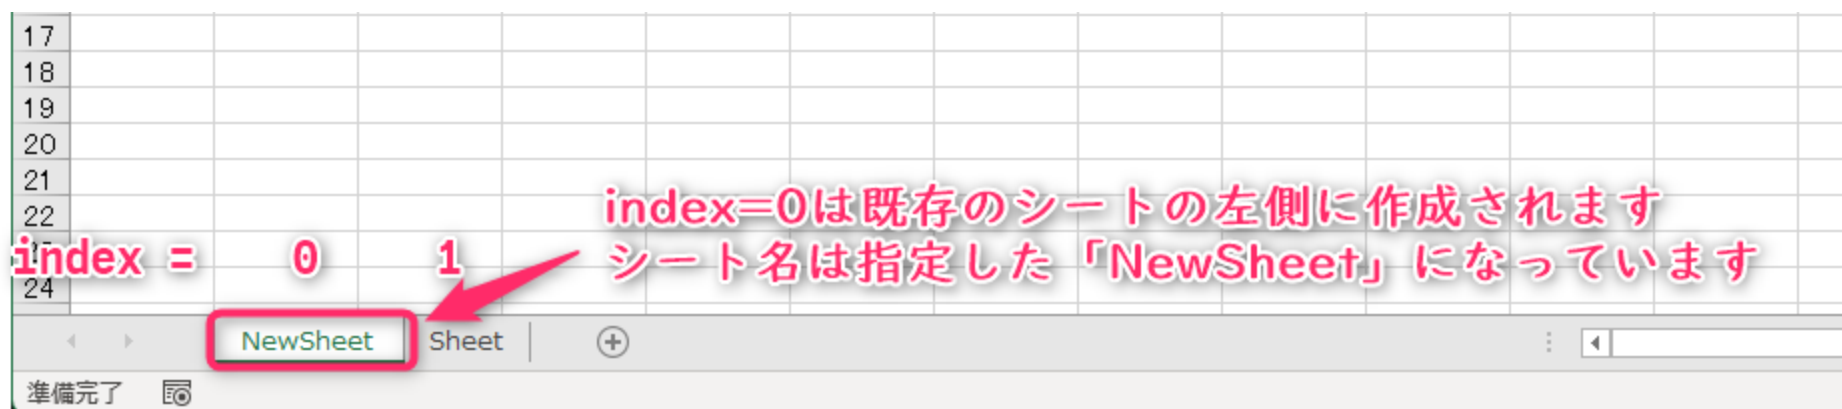 17
18
19
20
21
22
index = 0 1
24
index=0は既存のシートの左側に作成されます
シート名は指定した「NewSheet」になっています
NewSheet Sheet
準備完了